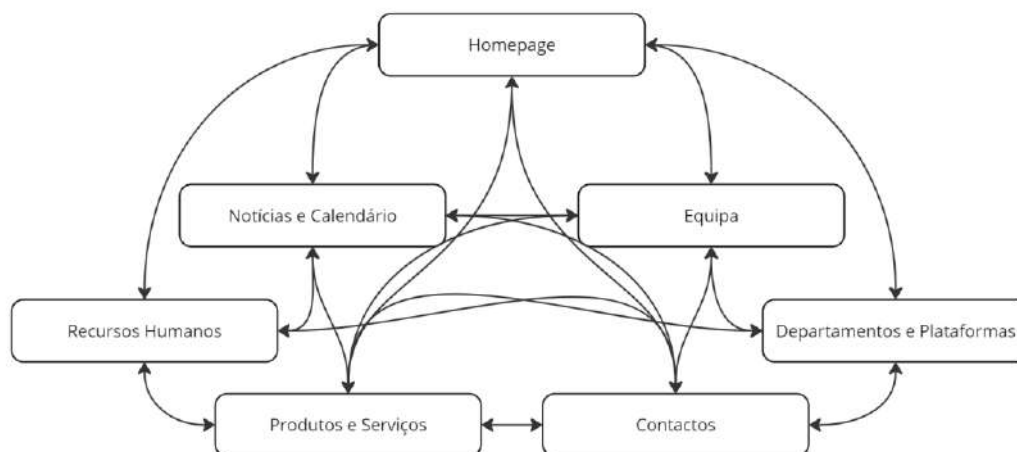 Homepage
Notícias e Calendário
Equipa
Recursos Humanos
Departamentos e Plataformas
Produtos e Serviços
Contactos